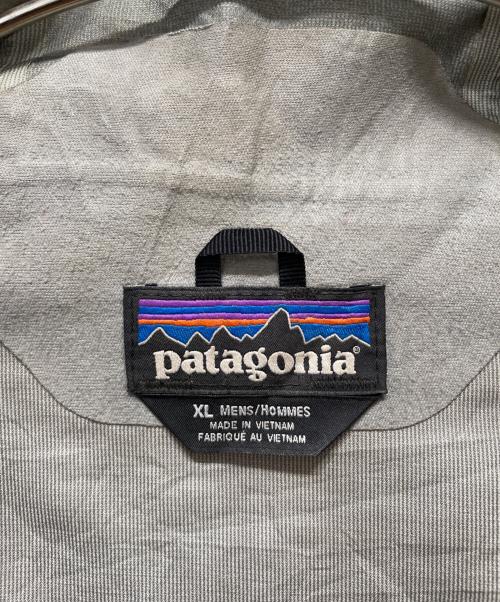 patagonia®
XL MENS/HOMMES
MADE IN VIETNAM
FABRIQUÉ AU VIETNAM